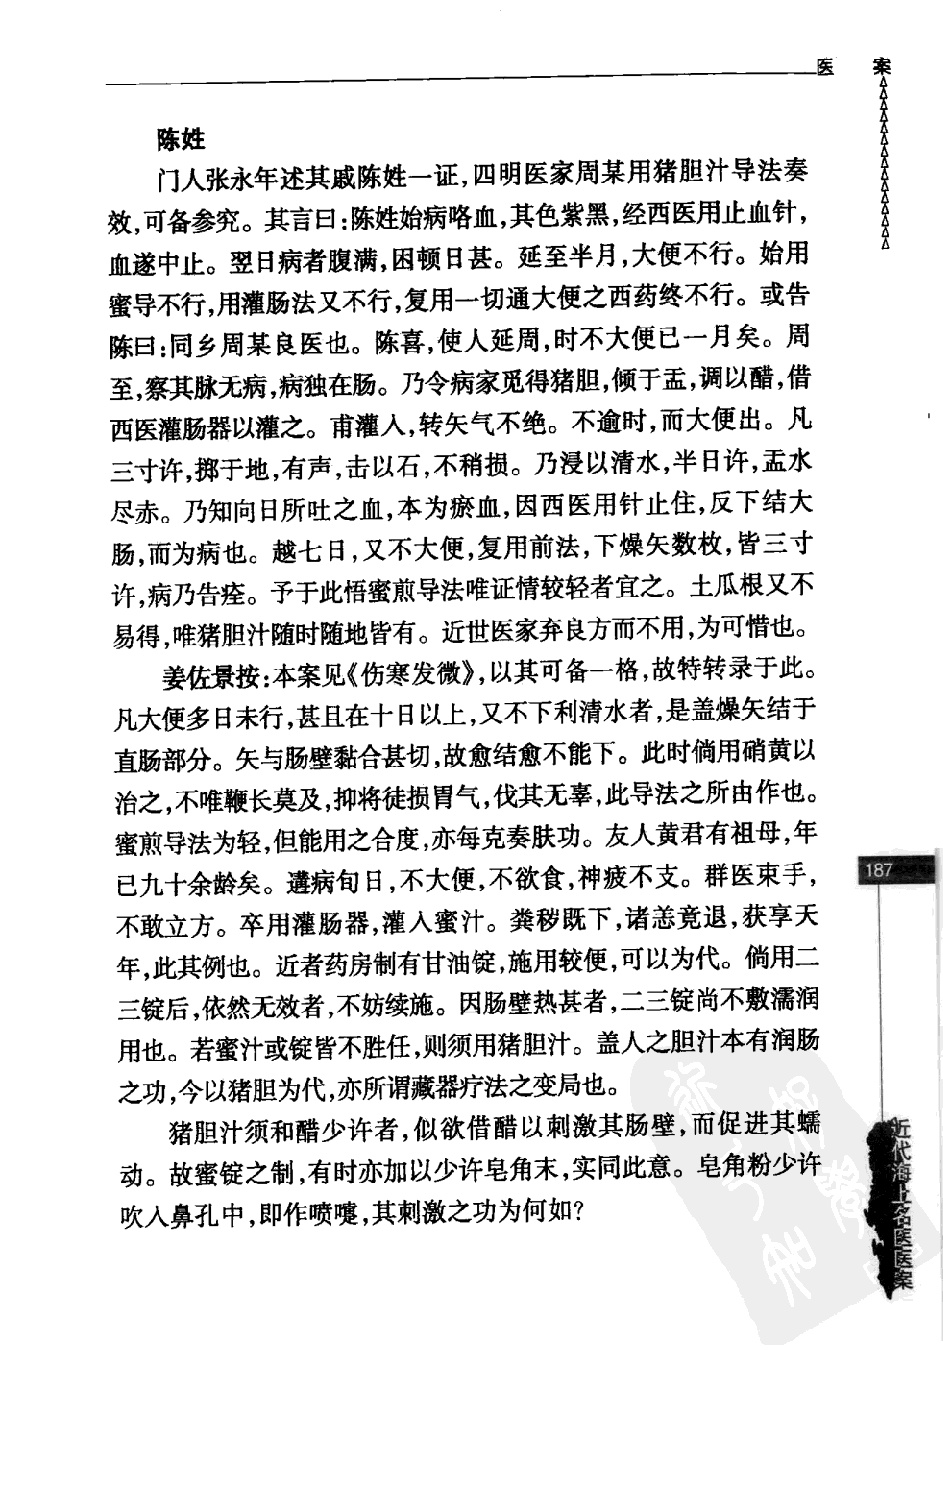 医　案
陈姓
门人张永年述其戚陈姓一证,四明医家周某用猪胆汁导法奏
效,可备参究。其言曰:陈姓始病咯血,其色紫黑,经西医用止血针,
血遂中止。翌日病者腹满,困顿日甚。延至半月,大便不行。始用
蜜导不行,用灌肠法又不行,复用一切通大便之西药终不行。或告
陈曰:同乡周某良医也。陈喜,使人延周,时不大便已一月矣。周
至,察其脉无病,病独在肠。乃令病家觅得猪胆,倾于盂,调以醋,借
西医灌肠器以灌之。甫灌入,转矢气不绝。不逾时,而大便出。凡
三寸许,掷于地,有声,击以石,不稍损。乃浸以清水,半日许,盂水
尽赤。乃知向日所吐之血,本为瘀血,因西医用针止住,反下结大
肠,而为病也。越七日,又不大便,复用前法,下燥矢数枚,皆三寸
许,病乃告痊。予于此悟蜜煎导法唯证情较轻者宜之。土瓜根又不
易得,唯猪胆汁随时随地皆有。近世医家弃良方而不用,为可惜也。
姜佐景按:本案见《伤寒发微》,以其可备一格,故特转录于此。
凡大便多日未行,甚且在十日以上,又不下利清水者,是盖燥矢结于
直肠部分。矢与肠壁黏合甚切,故愈结愈不能下。此时倘用硝黄以
治之,不唯鞭长莫及,抑将徒损胃气,伐其无辜,此导法之所由作也。
蜜煎导法为轻,但能用之合度,亦每克奏肤功。友人黄君有祖母,年
已九十余龄矣。遘病旬日,不大便,不欲食,神疲不支。群医束手,
不敢立方。卒用灌肠器,灌入蜜汁。粪秽既下,诸恙竟退,获享天
年,此其例也。近者药房制有甘油锭,施用较便,可以为代。倘用二
三锭后,依然无效者,不妨续施。因肠壁热甚者,二三锭尚不敷濡润
用也。若蜜汁或锭皆不胜任,则须用猪胆汁。盖人之胆汁本有润肠
之功,今以猪胆为代,亦所谓藏器疗法之变局也。
猪胆汁须和醋少许者,似欲借醋以刺激其肠壁,而促进其蠕
动。故蜜锭之制,有时亦加以少许皂角末,实同此意。皂角粉少许
吹入鼻孔中,即作喷嚏,其刺激之功为何如?
187
近代海上名医医案